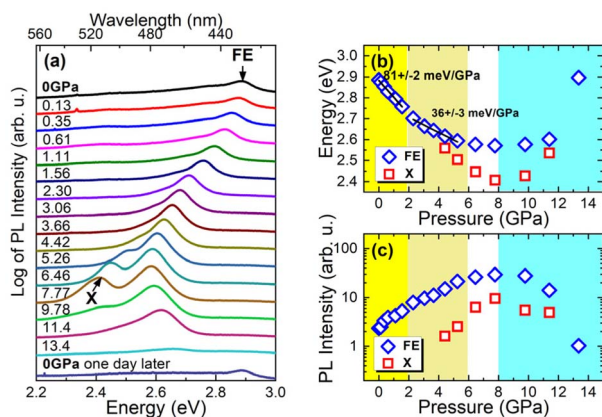 Wavelength (nm)
560 520 480 440
(a)
FE
0GPa
0.13
0.35
0.61
1.11
1.56
2.30
3.06
3.66
4.42
5.26
6.46
7.77
9.78
11.4
13.4
X
0GPa one day later
Log of PL Intensity (arb. u.)
2.2 2.4 2.6 2.8 3.0
Energy (eV)
(b)
81+/-2 meV/GPa
36+/-3 meV/GPa
FE
X
Energy (eV)
3.0
2.9
2.8
2.7
2.6
2.5
2.4
0 2 4 6 8 10 12 14
Pressure (GPa)
(c)
FE
X
PL Intensity (arb. u.)
100
10
1
0 2 4 6 8 10 12 14
Pressure (GPa)